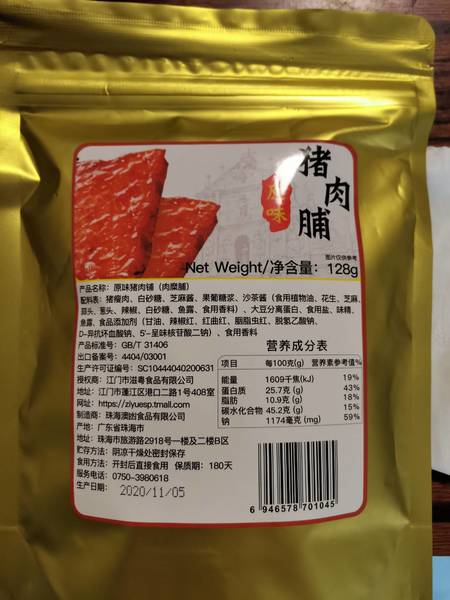 猪肉脯
原味
图片仅供参考
Net Weight/净含量: 128g
产品名称: 原味猪肉铺 (肉糜脯)
配料表: 猪瘦肉、白砂糖、芝麻酱、果葡糖浆、沙茶酱 (食用植物油、花生、芝麻、
蒜头、葱头、辣椒、白砂糖、鱼露、食用香料) 、大豆分离蛋白、食用盐、味精、
鱼露、食品添加剂 (甘油、辣椒红、红曲红、胭脂虫红、脱氢乙酸钠、
D-异抗坏血酸钠、5'-呈味核苷酸二钠) 、食用香料
产品标准号: GB/T 31406
出口备案号: 4404/03001
生产许可证编号: SC10444040200631
授权商: 江门市滋粤食品有限公司
地址: 江门市蓬江区港口二路1号408室
网址: https://ziyuesp.tmall.com
制造商: 珠海澳囱食品有限公司
产地: 广东省珠海市
地址: 珠海市旅游路2918号一楼及二楼B区
贮存方法: 阴凉干燥处密封保存
食用方法: 开封后直接食用 保质期: 180天
服务电话: 0750-3980618
生产日期:
2020/11/05
营养成分表
项目 每100克(g) 营养素参考值%
能量 1609千焦(kJ) 19%
蛋白质 25.7克 (g) 43%
脂肪 10.9克 (g) 18%
碳水化合物 45.2克 (g) 15%
钠 1174毫克 (mg) 59%
6 946578 701045